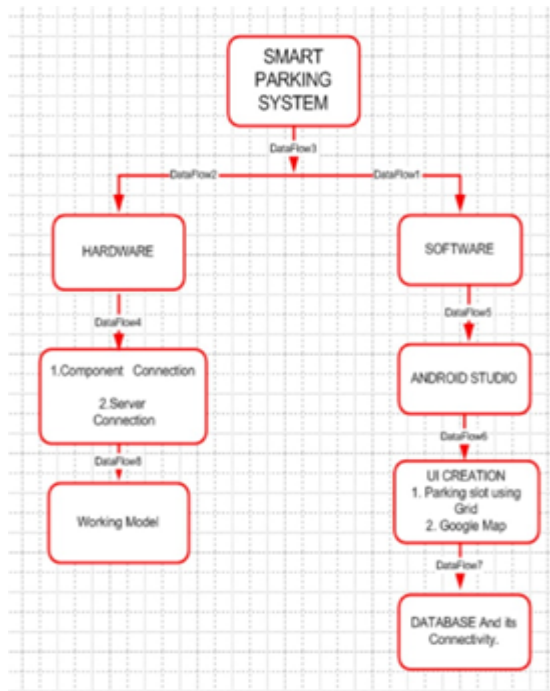 SMART
PARKING
SYSTEM
DataFlow3
DataFlow2
DataFlow1
HARDWARE
SOFTWARE
DataFlow4
DataFlow5
1.Component Connection
2.Server
Connection
ANDROID STUDIO
DataFlow6
DataFlow8
UI CREATION
1. Parking slot using
Grid
2. Google Map
Working Model
DataFlow7
DATABASE And its
Connectivity.